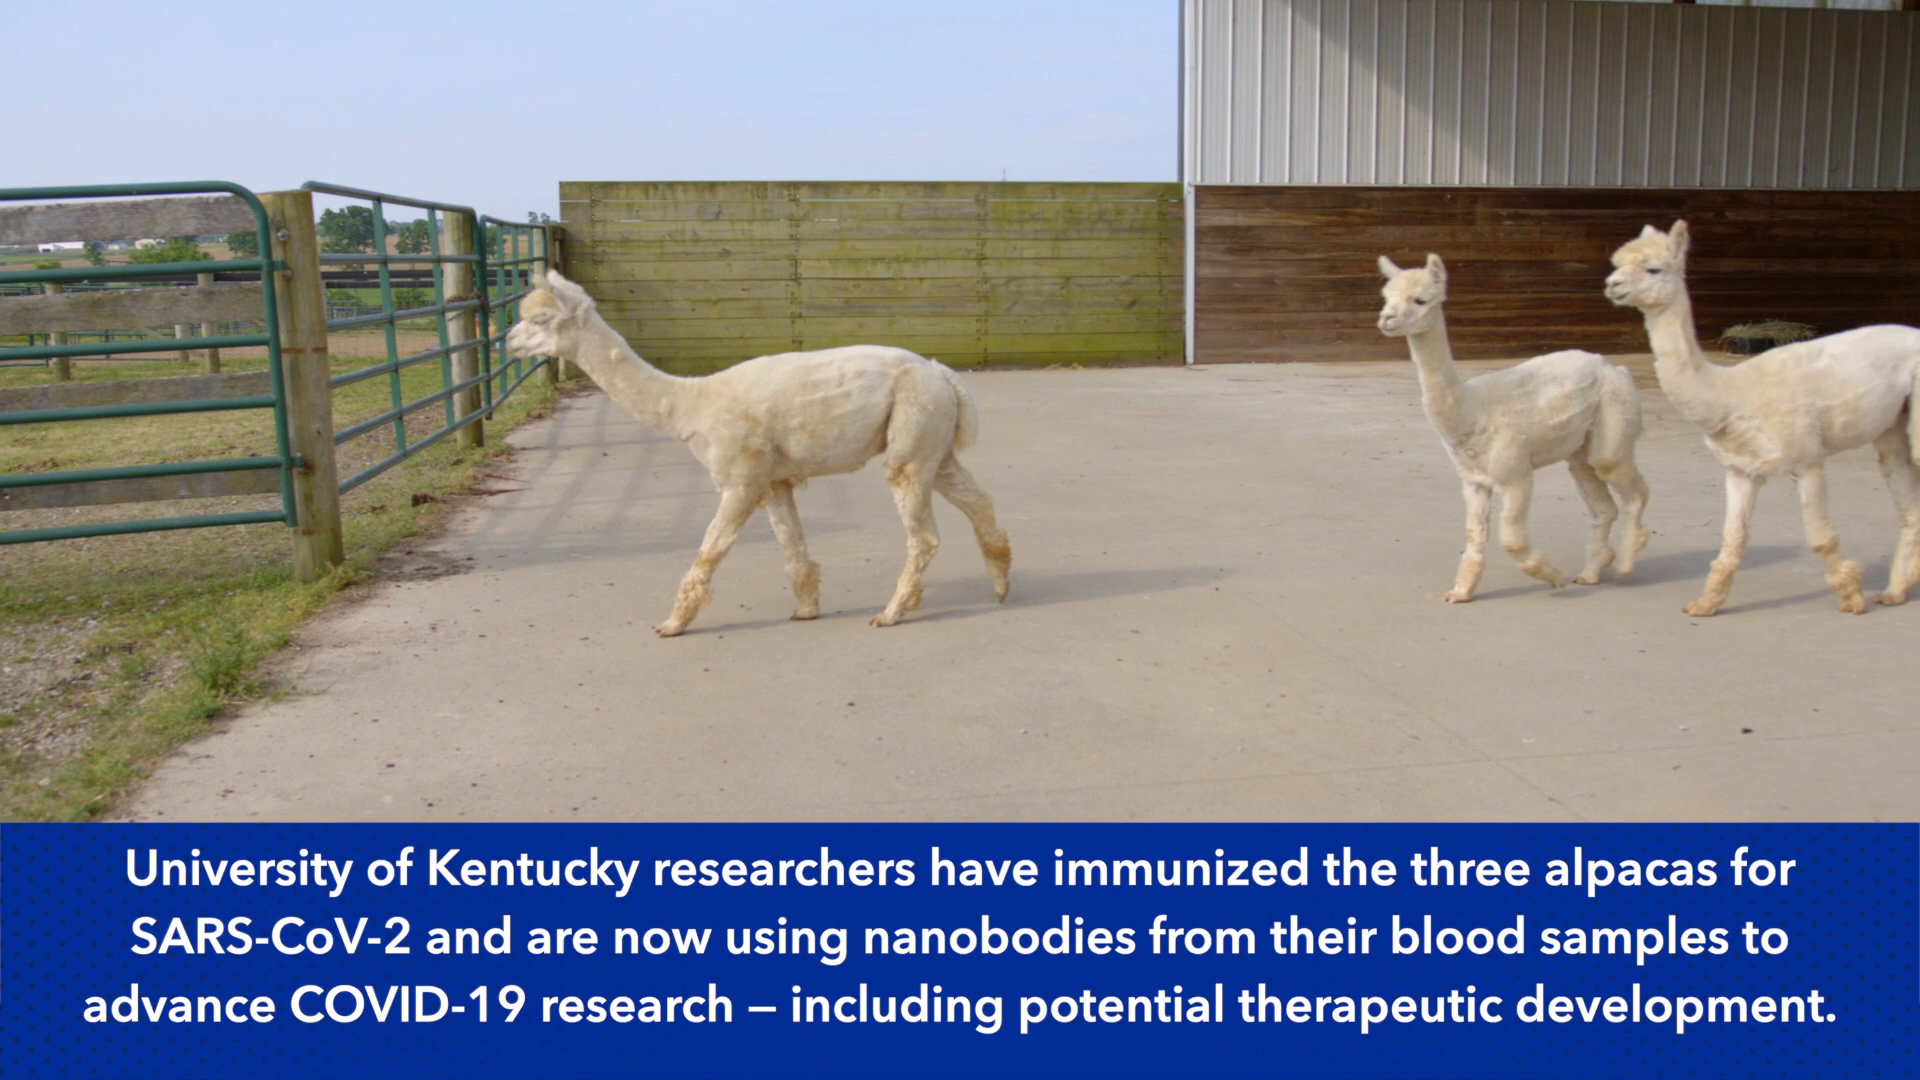 University of Kentucky researchers have immunized the three alpacas for
SARS-CoV-2 and are now using nanobodies from their blood samples to
advance COVID-19 research – including potential therapeutic development.